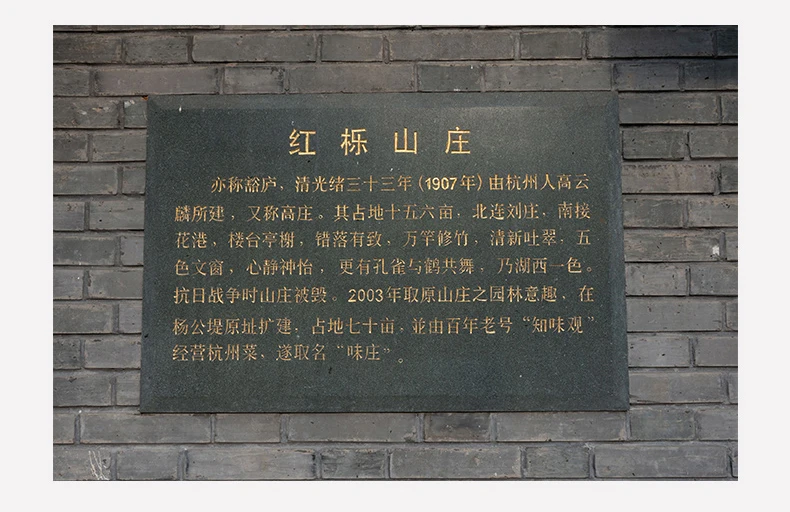 红栎山庄
亦称豁庐，清光绪三十三年（1907年）由杭州人高云
麟所建，又称高庄。其占地十五六亩，北连刘庄，南接
花港，楼台亭榭，错落有致，万竿修竹，清新吐翠，五
色文窗，心静神怡，更有孔雀与鹤共舞，乃湖西一色。
抗日战争时山庄被毁。2003年取原山庄之园林意趣，在
杨公堤原址扩建，占地七十亩，並由百年老号“知味观”
经营杭州菜，遂取名“味庄”。